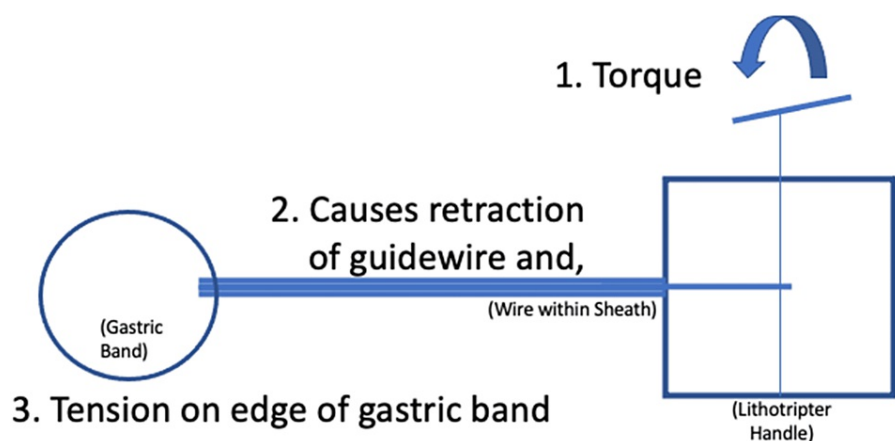 1. Torque
2. Causes retraction
of guidewire and,
(Wire within Sheath)
(Gastric
Band)
3. Tension on edge of gastric band
(Lithotripter
Handle)